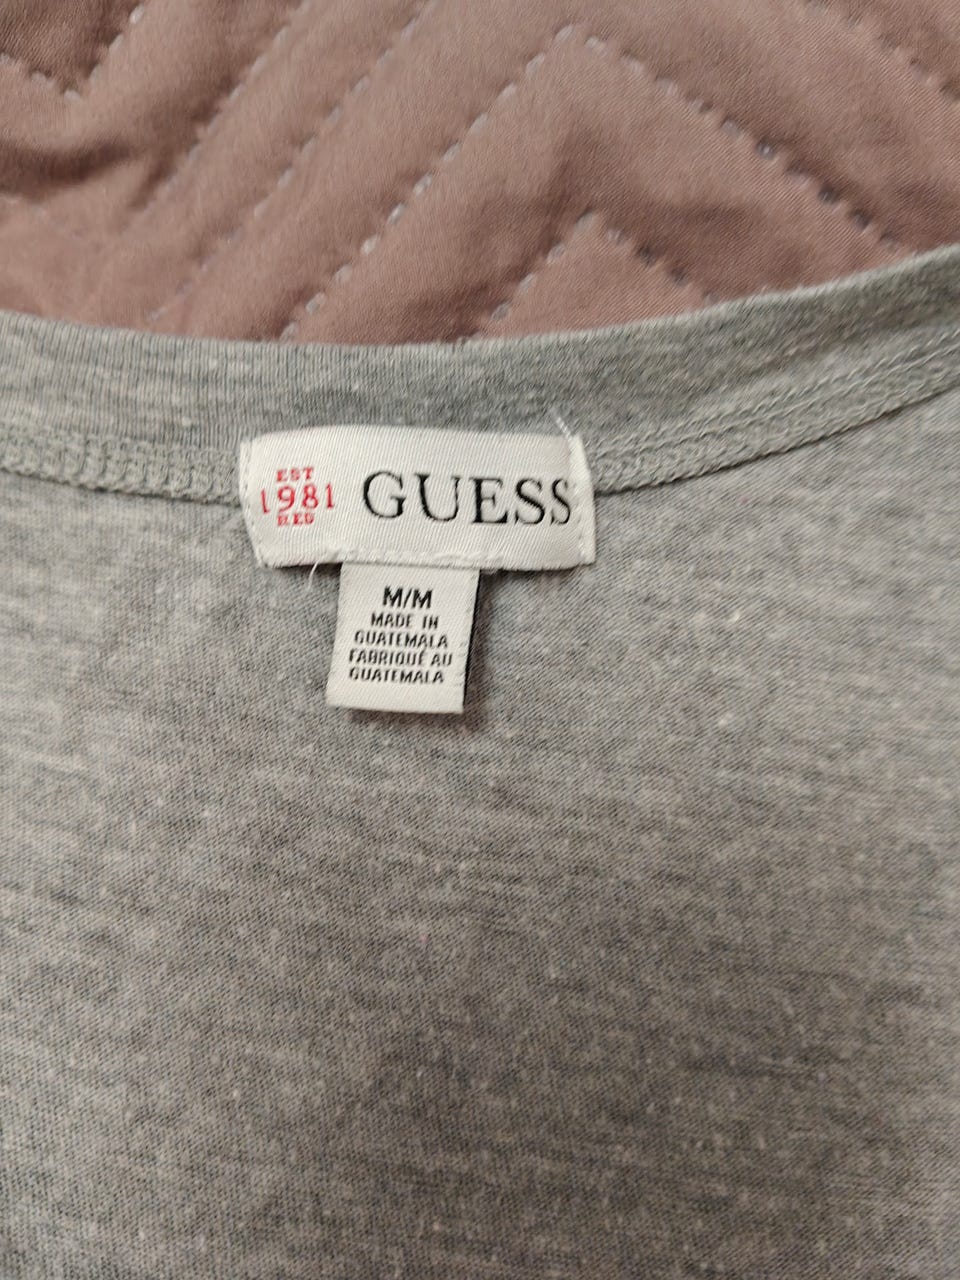 EST
1981
RED
GUESS
M/M
MADE IN
GUATEMALA
FABRIQUÉ AU
GUATEMALA